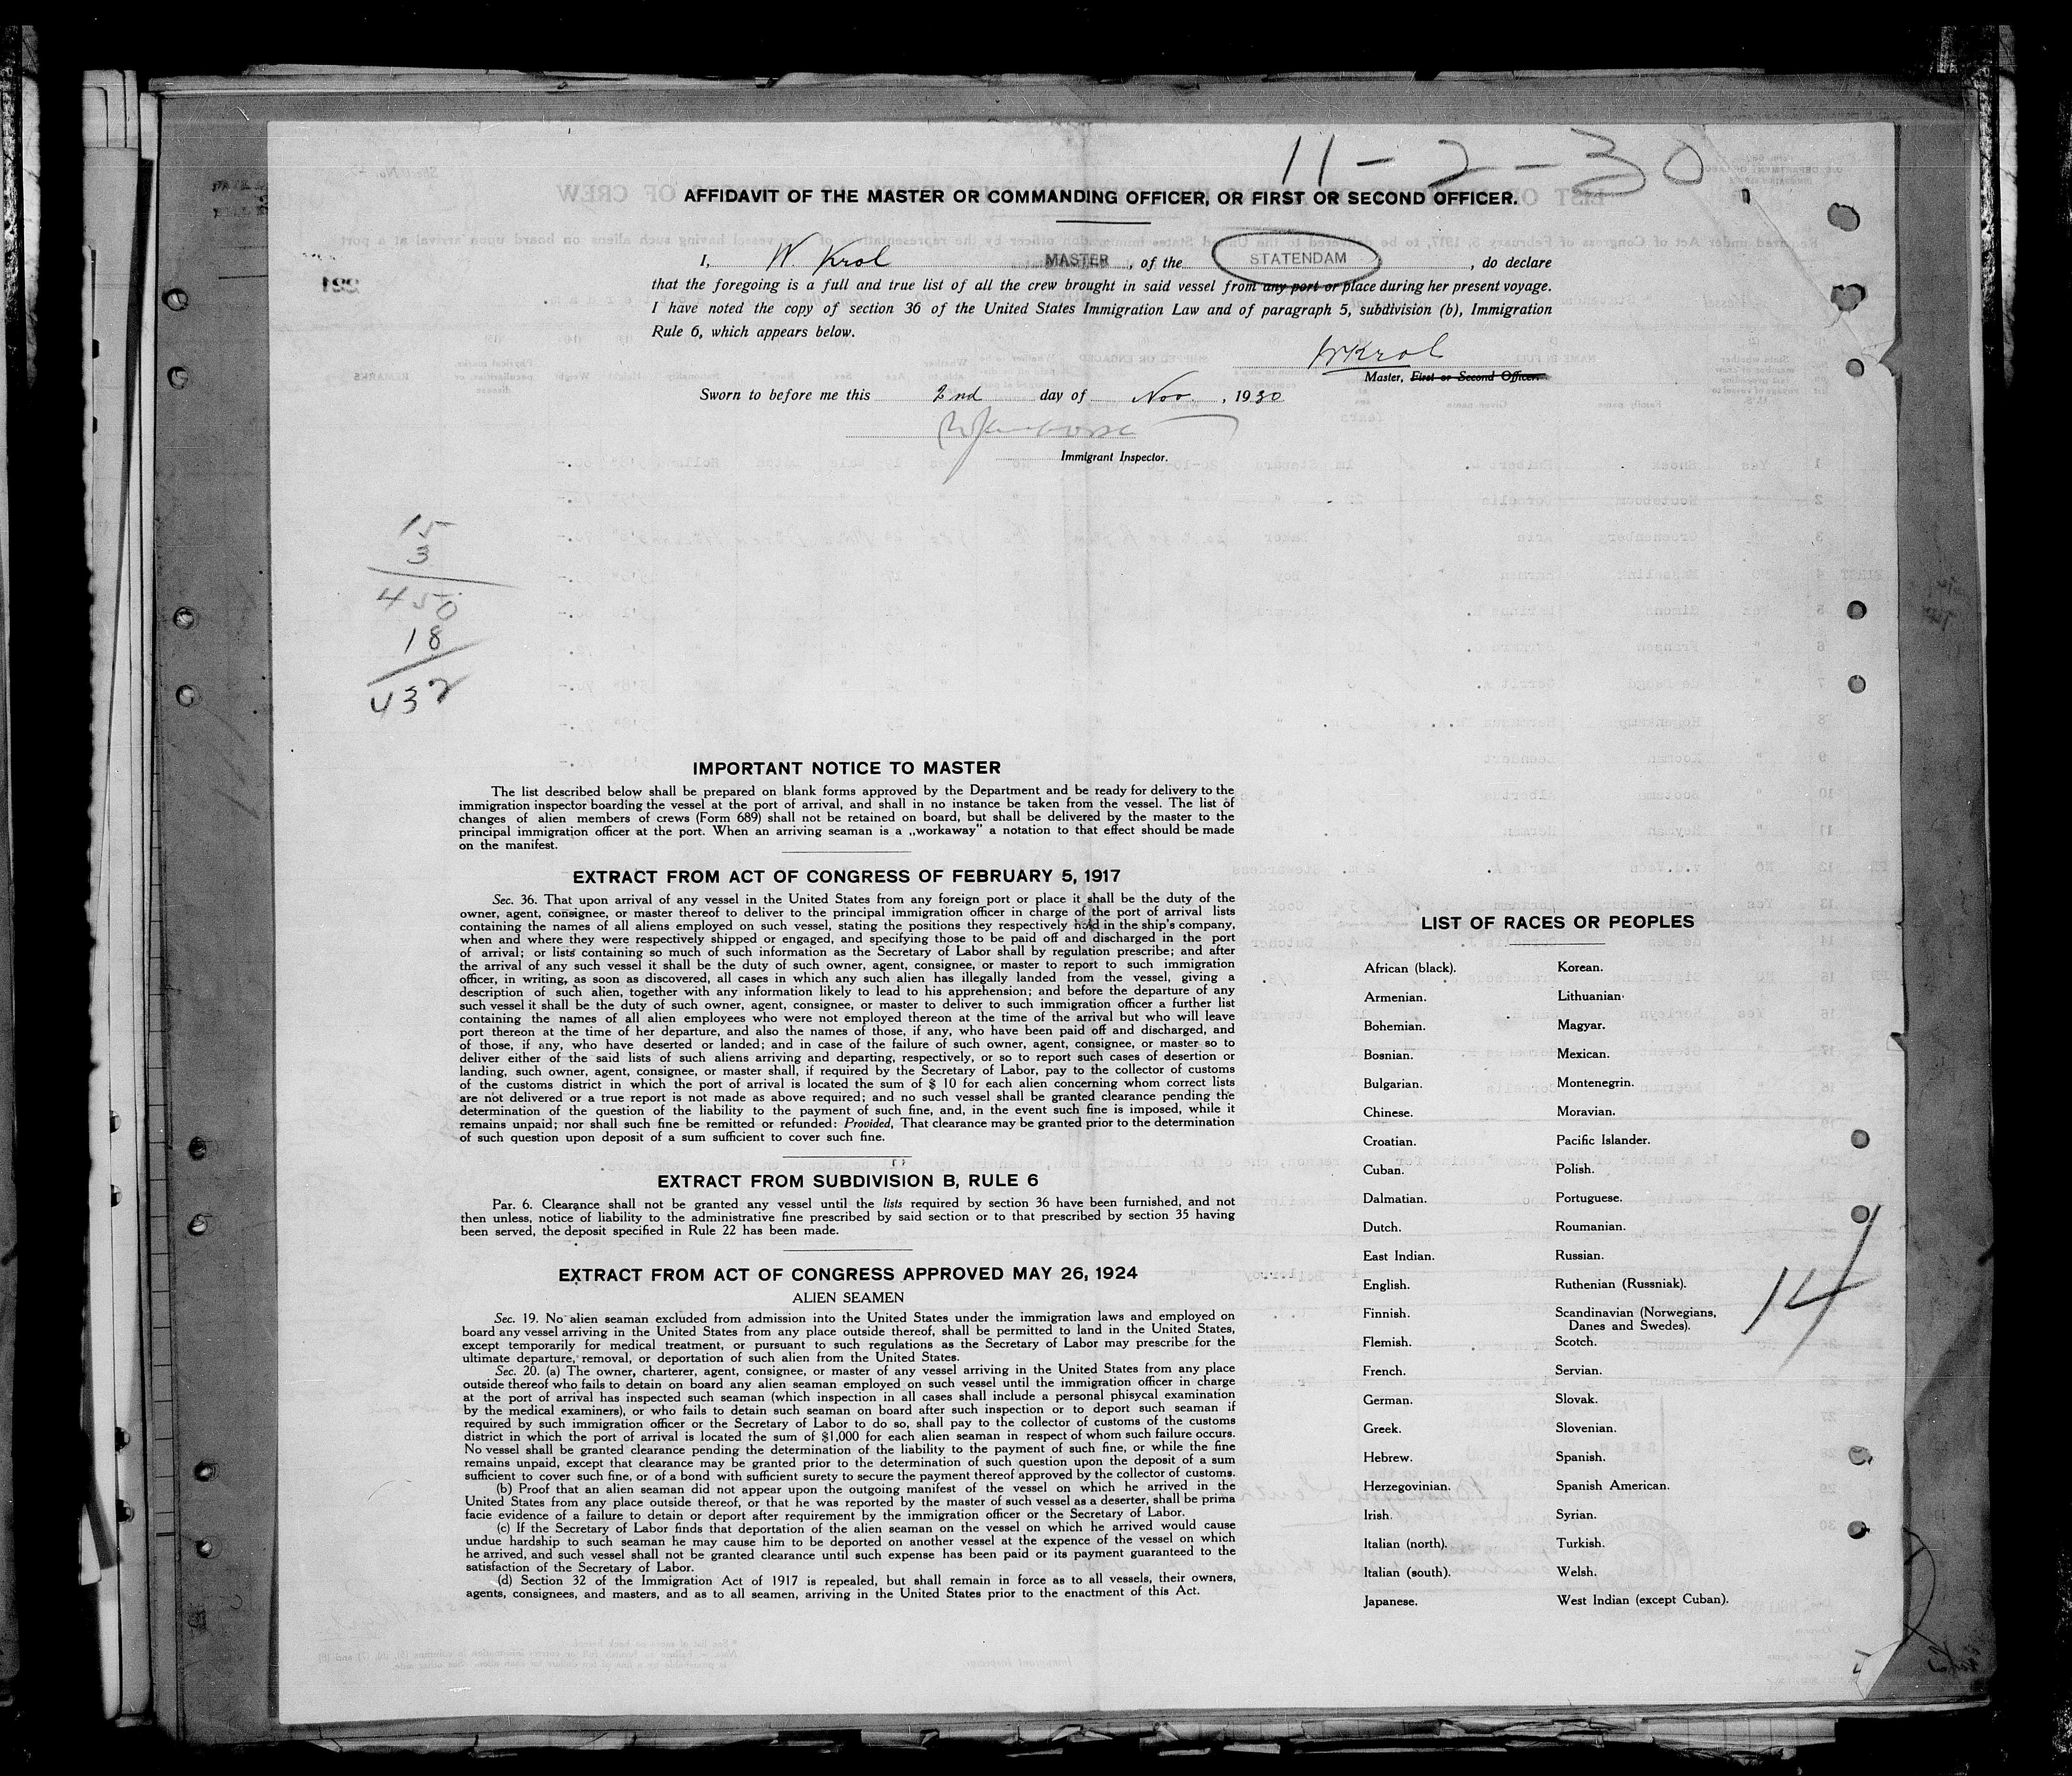 11-2-30
AFFIDAVIT OF THE MASTER OR COMMANDING OFFICER, OR FIRST OR SECOND OFFICER.
I, W Krol MASTER, of the STATENDAM, do declare
that the foregoing is a full and true list of all the crew brought in said vessel from any port or place during her present voyage.
I have noted the copy of section 36 of the United States Immigration Law and of paragraph 5, subdivision (b), Immigration
Rule 6, which appears below.
WKrol
Master, First or Second Officer.
Sworn to before me this 2nd day of Nov. , 1930
Immigrant Inspector.
15
3
450
18
432
IMPORTANT NOTICE TO MASTER
The list described below shall be prepared on blank forms approved by the Department and be ready for delivery to the
immigration inspector boarding the vessel at the port of arrival, and shall in no instance be taken from the vessel. The list of
changes of alien members of crews (Form 689) shall not be retained on board, but shall be delivered by the master to the
principal immigration officer at the port. When an arriving seaman is a „workaway” a notation to that effect should be made
on the manifest.
EXTRACT FROM ACT OF CONGRESS OF FEBRUARY 5, 1917
Sec. 36. That upon arrival of any vessel in the United States from any foreign port or place it shall be the duty of the
owner, agent, consignee, or master thereof to deliver to the principal immigration officer in charge of the port of arrival lists
containing the names of all aliens employed on such vessel, stating the positions they respectively hold in the ship's company,
when and where they were respectively shipped or engaged, and specifying those to be paid off and discharged in the port
of arrival; or lists containing so much of such information as the Secretary of Labor shall by regulation prescribe; and after
the arrival of any such vessel it shall be the duty of such owner, agent, consignee, or master to report to such immigration
officer, in writing, as soon as discovered, all cases in which any such alien has illegally landed from the vessel, giving a
description of such alien, together with any information likely to lead to his apprehension; and before the departure of any
such vessel it shall be the duty of such owner, agent, consignee, or master to deliver to such immigration officer a further list
containing the names of all alien employees who were not employed thereon at the time of the arrival but who will leave
port thereon at the time of her departure, and also the names of those, if any, who have been paid off and discharged, and
of those, if any, who have deserted or landed; and in case of the failure of such owner, agent, consignee, or master so to
deliver either of the said lists of such aliens arriving and departing, respectively, or so to report such cases of desertion or
landing, such owner, agent, consignee, or master shall, if required by the Secretary of Labor, pay to the collector of customs
of the customs district in which the port of arrival is located the sum of $ 10 for each alien concerning whom correct lists
are not delivered or a true report is not made as above required; and no such vessel shall be granted clearance pending the
determination of the question of the liability to the payment of such fine, and, in the event such fine is imposed, while it
remains unpaid; nor shall such fine be remitted or refunded: Provided, That clearance may be granted prior to the determination
of such question upon deposit of a sum sufficient to cover such fine.
EXTRACT FROM SUBDIVISION B, RULE 6
Par. 6. Clearance shall not be granted any vessel until the lists required by section 36 have been furnished, and not
then unless, notice of liability to the administrative fine prescribed by said section or to that prescribed by section 35 having
been served, the deposit specified in Rule 22 has been made.
EXTRACT FROM ACT OF CONGRESS APPROVED MAY 26, 1924
ALIEN SEAMEN
Sec. 19. No alien seaman excluded from admission into the United States under the immigration laws and employed on
board any vessel arriving in the United States from any place outside thereof, shall be permitted to land in the United States,
except temporarily for medical treatment, or pursuant to such regulations as the Secretary of Labor may prescribe for the
ultimate departure, removal, or deportation of such alien from the United States.
Sec. 20. (a) The owner, charterer, agent, consignee, or master of any vessel arriving in the United States from any place
outside thereof who fails to detain on board any alien seaman employed on such vessel until the immigration officer in charge
at the port of arrival has inspected such seaman (which inspection in all cases shall include a personal phisycal examination
by the medical examiners), or who fails to detain such seaman on board after such inspection or to deport such seaman if
required by such immigration officer or the Secretary of Labor to do so, shall pay to the collector of customs of the customs
district in which the port of arrival is located the sum of $1,000 for each alien seaman in respect of whom such failure occurs.
No vessel shall be granted clearance pending the determination of the liability to the payment of such fine, or while the fine
remains unpaid, except that clearance may be granted prior to the determination of such question upon the deposit of a sum
sufficient to cover such fine, or of a bond with sufficient surety to secure the payment thereof approved by the collector of customs.
(b) Proof that an alien seaman did not appear upon the outgoing manifest of the vessel on which he arrived in the
United States from any place outside thereof, or that he was reported by the master of such vessel as a deserter, shall be prima
facie evidence of a failure to detain or deport after requirement by the immigration officer or the Secretary of Labor.
(c) If the Secretary of Labor finds that deportation of the alien seaman on the vessel on which he arrived would cause
undue hardship to such seaman he may cause him to be deported on another vessel at the expence of the vessel on which
he arrived, and such vessel shall not be granted clearance until such expense has been paid or its payment guaranteed to the
satisfaction of the Secretary of Labor.
(d) Section 32 of the Immigration Act of 1917 is repealed, but shall remain in force as to all vessels, their owners,
agents, consignees, and masters, and as to all seamen, arriving in the United States prior to the enactment of this Act.
LIST OF RACES OR PEOPLES
African (black).
Armenian.
Bohemian.
Bosnian.
Bulgarian.
Chinese.
Croatian.
Cuban.
Dalmatian.
Dutch.
East Indian.
English.
Finnish.
Flemish.
French.
German.
Greek.
Hebrew.
Herzegovinian.
Irish.
Italian (north).
Italian (south).
Japanese.
Korean.
Lithuanian.
Magyar.
Mexican.
Montenegrin.
Moravian.
Pacific Islander.
Polish.
Portuguese.
Roumanian.
Russian.
Ruthenian (Russniak).
Scandinavian (Norwegians,
Danes and Swedes).
Scotch.
Servian.
Slovak.
Slovenian.
Spanish.
Spanish American.
Syrian.
Turkish.
Welsh.
West Indian (except Cuban).
14